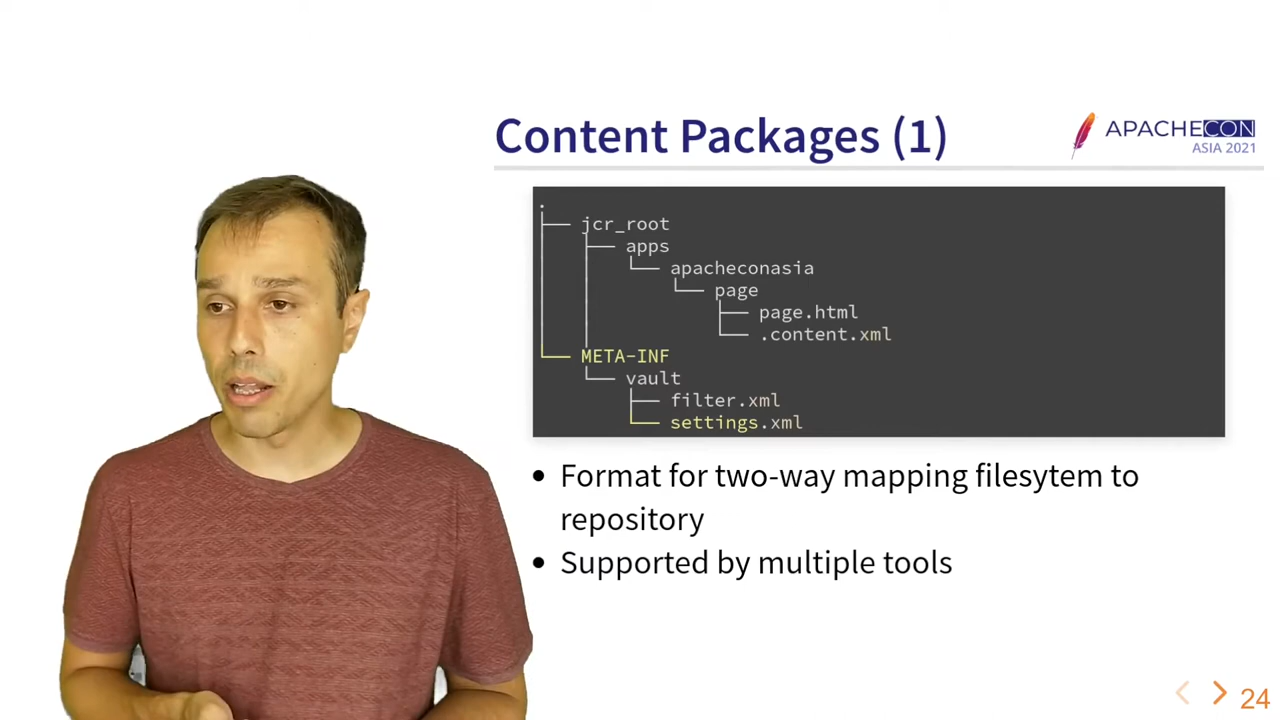 Content Packages (1)
APACHECON
ASIA 2021
.
├── jcr_root
│   ├── apps
│   │   └── apacheconasia
│   │       └── page
│   │           ├── page.html
│   │           └── .content.xml
└── META-INF
    └── vault
        ├── filter.xml
        └── settings.xml
• Format for two-way mapping filesytem to
repository
• Supported by multiple tools
24